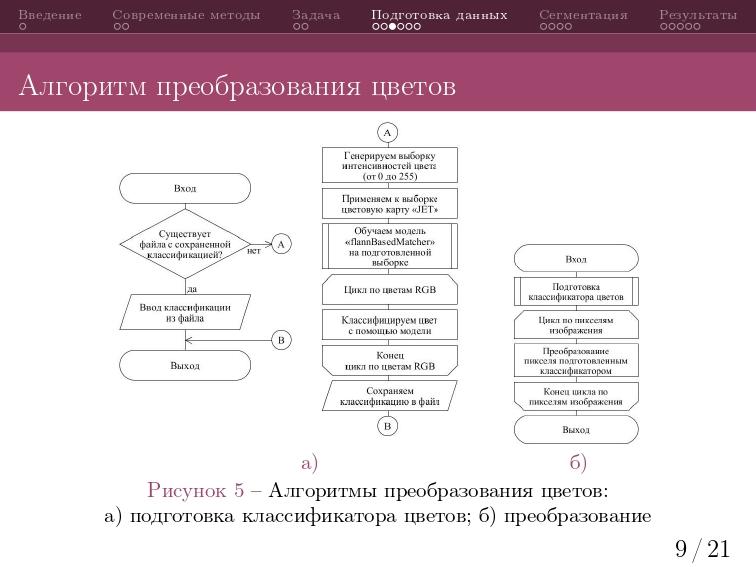 Введение Современные методы Задача Подготовка данных Сегментация Результаты
Алгоритм преобразования цветов
Вход
Существует
файла с сохраненной
классификацией?
нет
A
да
Ввод классификации
из файла
B
Выход
A
Генерируем выборку
интенсивностей цвета
(от 0 до 255)
Применяем к выборке
цветовую карту «JET»
Обучаем модель
«flannBasedMatcher»
на подготовленной
выборке
Цикл по цветам RGB
Классифицируем цвет
с помощью модели
Конец
цикл по цветам RGB
Сохраняем
классификацию в файл
B
Вход
Подготовка
классификатора цветов
Цикл по пикселям
изображения
Преобразование
пикселя подготовленным
классификатором
Конец цикла по
пикселям изображения
Выход
а) б)
Рисунок 5 – Алгоритмы преобразования цветов:
а) подготовка классификатора цветов; б) преобразование
9 / 21